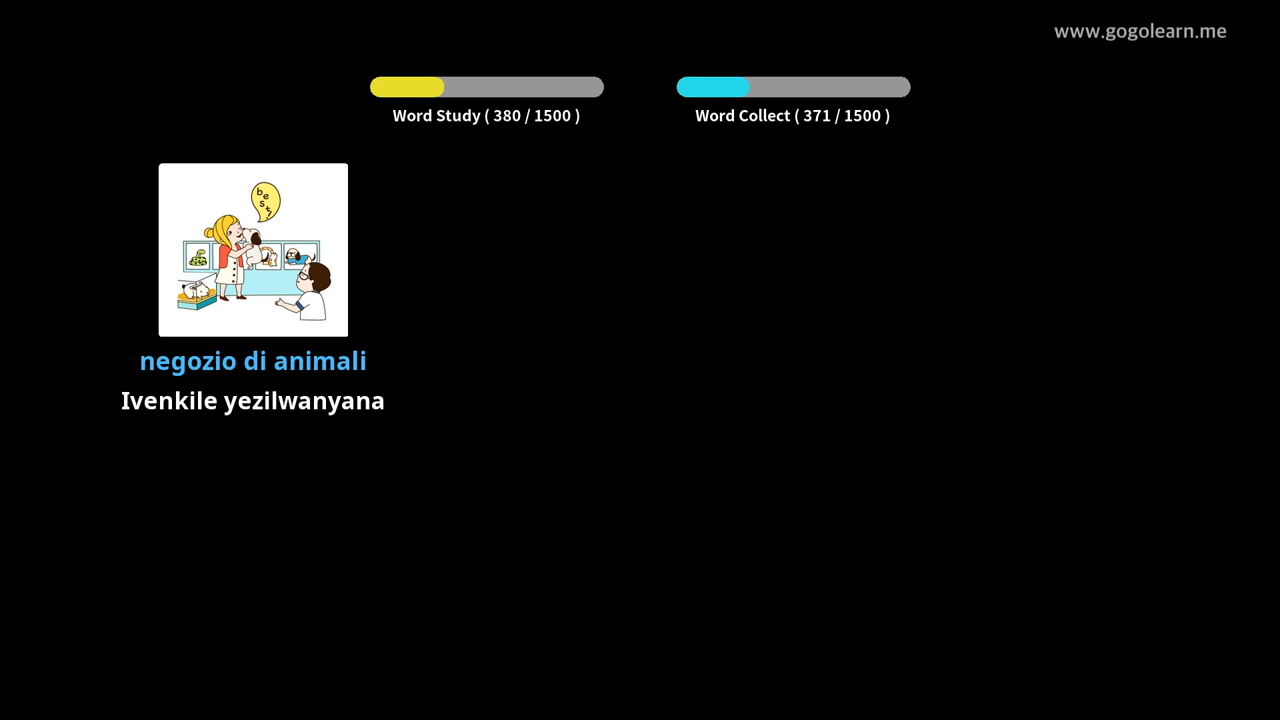 www.gogolearn.me
Word Study ( 380 / 1500 )
Word Collect ( 371 / 1500 )
best!
negozio di animali
Ivenkile yezilwanyana